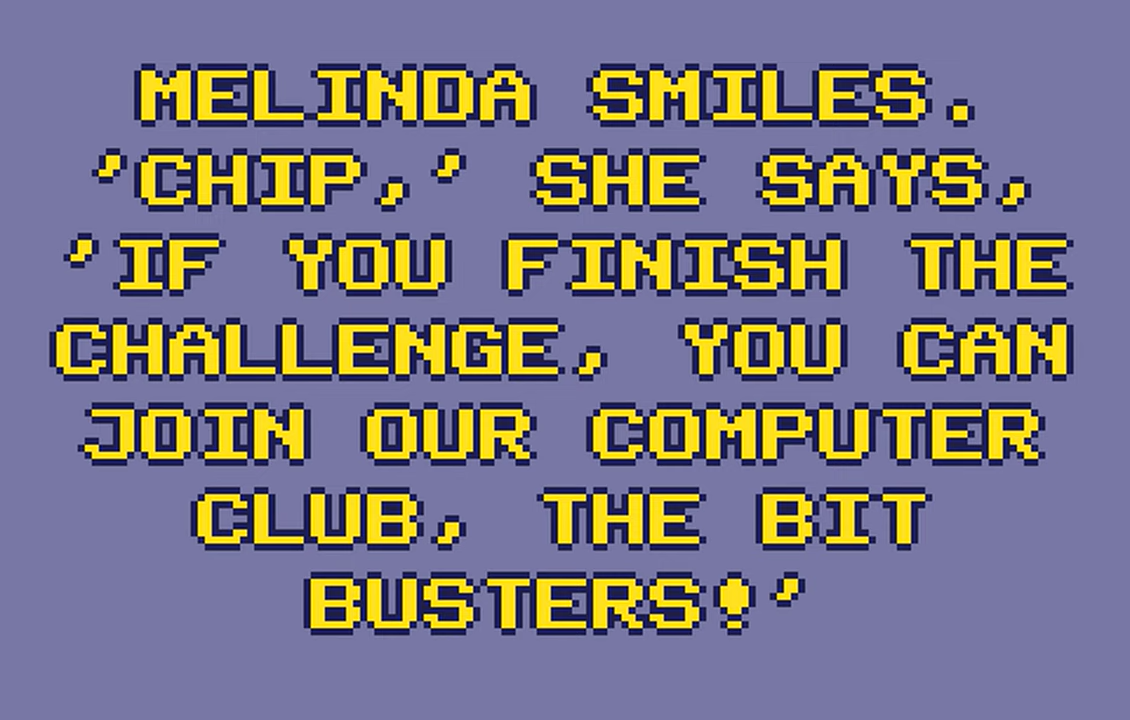 MELINDA SMILES.
'CHIP,' SHE SAYS,
'IF YOU FINISH THE
CHALLENGE, YOU CAN
JOIN OUR COMPUTER
CLUB, THE BIT
BUSTERS!'